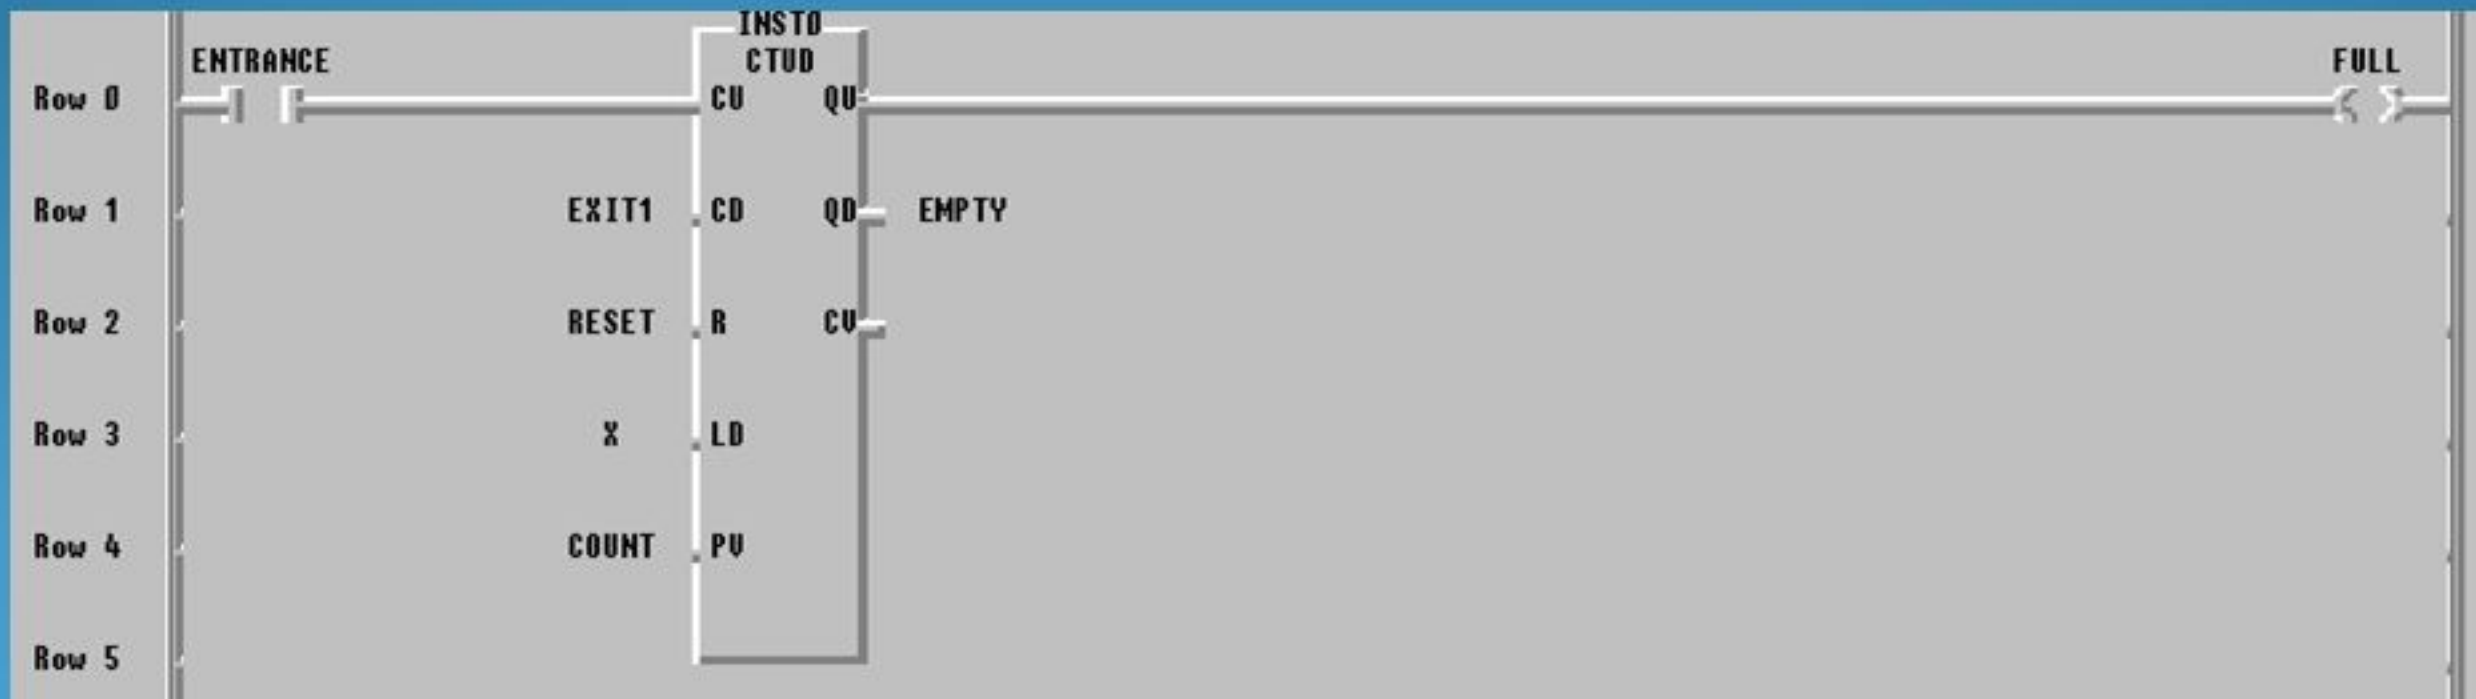 INST0
ENTRANCE CTUD FULL
Row 0 CU QU
Row 1 EXIT1 CD QD EMPTY
Row 2 RESET R CV
Row 3 X LD
Row 4 COUNT PV
Row 5